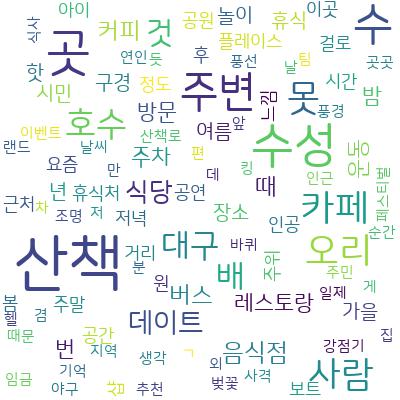 아이 공원 놀이 이곳
식사 커피 것 플레이스 휴식 수
핫 곳 연인 듯 후 풍선 걸로 곳곳
구경 정도 날 팀
시민 주변 못 시간 밤
호수 방문 느낌 풍경
이벤트 산책로 여름 앞 수성 운동
랜드 날씨 편 페스티벌
요즘 만 주차 데 킹 인근
년 휴식처 식당 공연 때 카페
근처 차 저 장소 순간
조명 저녁 인공
산책 거리 대구 바퀴 주위 오리
분 주민
봄 겸 주말 원 배 일제 게
헬 버스 레스토랑 가을
때문 공간 번 데이트 집
지역 ㄱ 음식점 강점기
임금 기억 생각 외 사람
야구 삶 추천 벚꽃 사격 보트